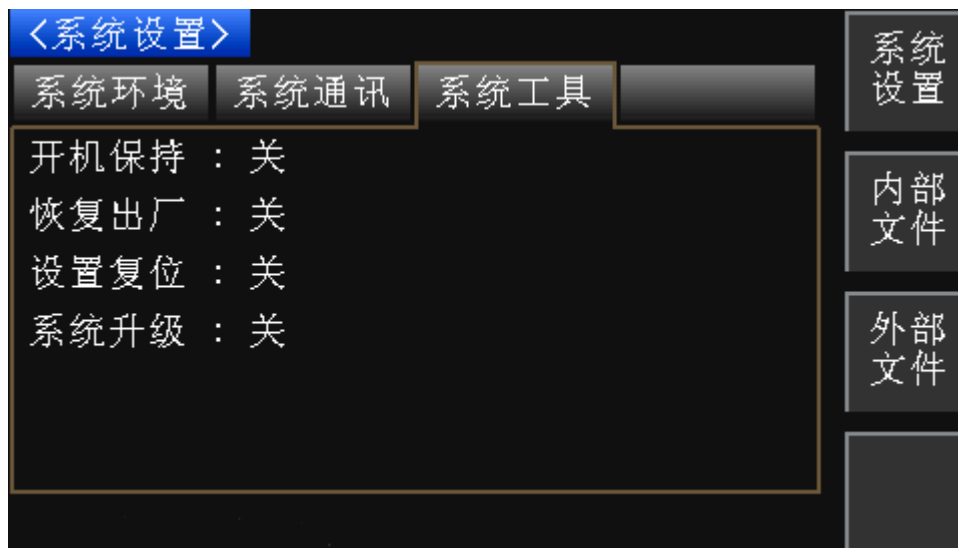 <系统设置>
系统环境 系统通讯 系统工具
开机保持 : 关
恢复出厂 : 关
设置复位 : 关
系统升级 : 关
系统
设置
内部
文件
外部
文件